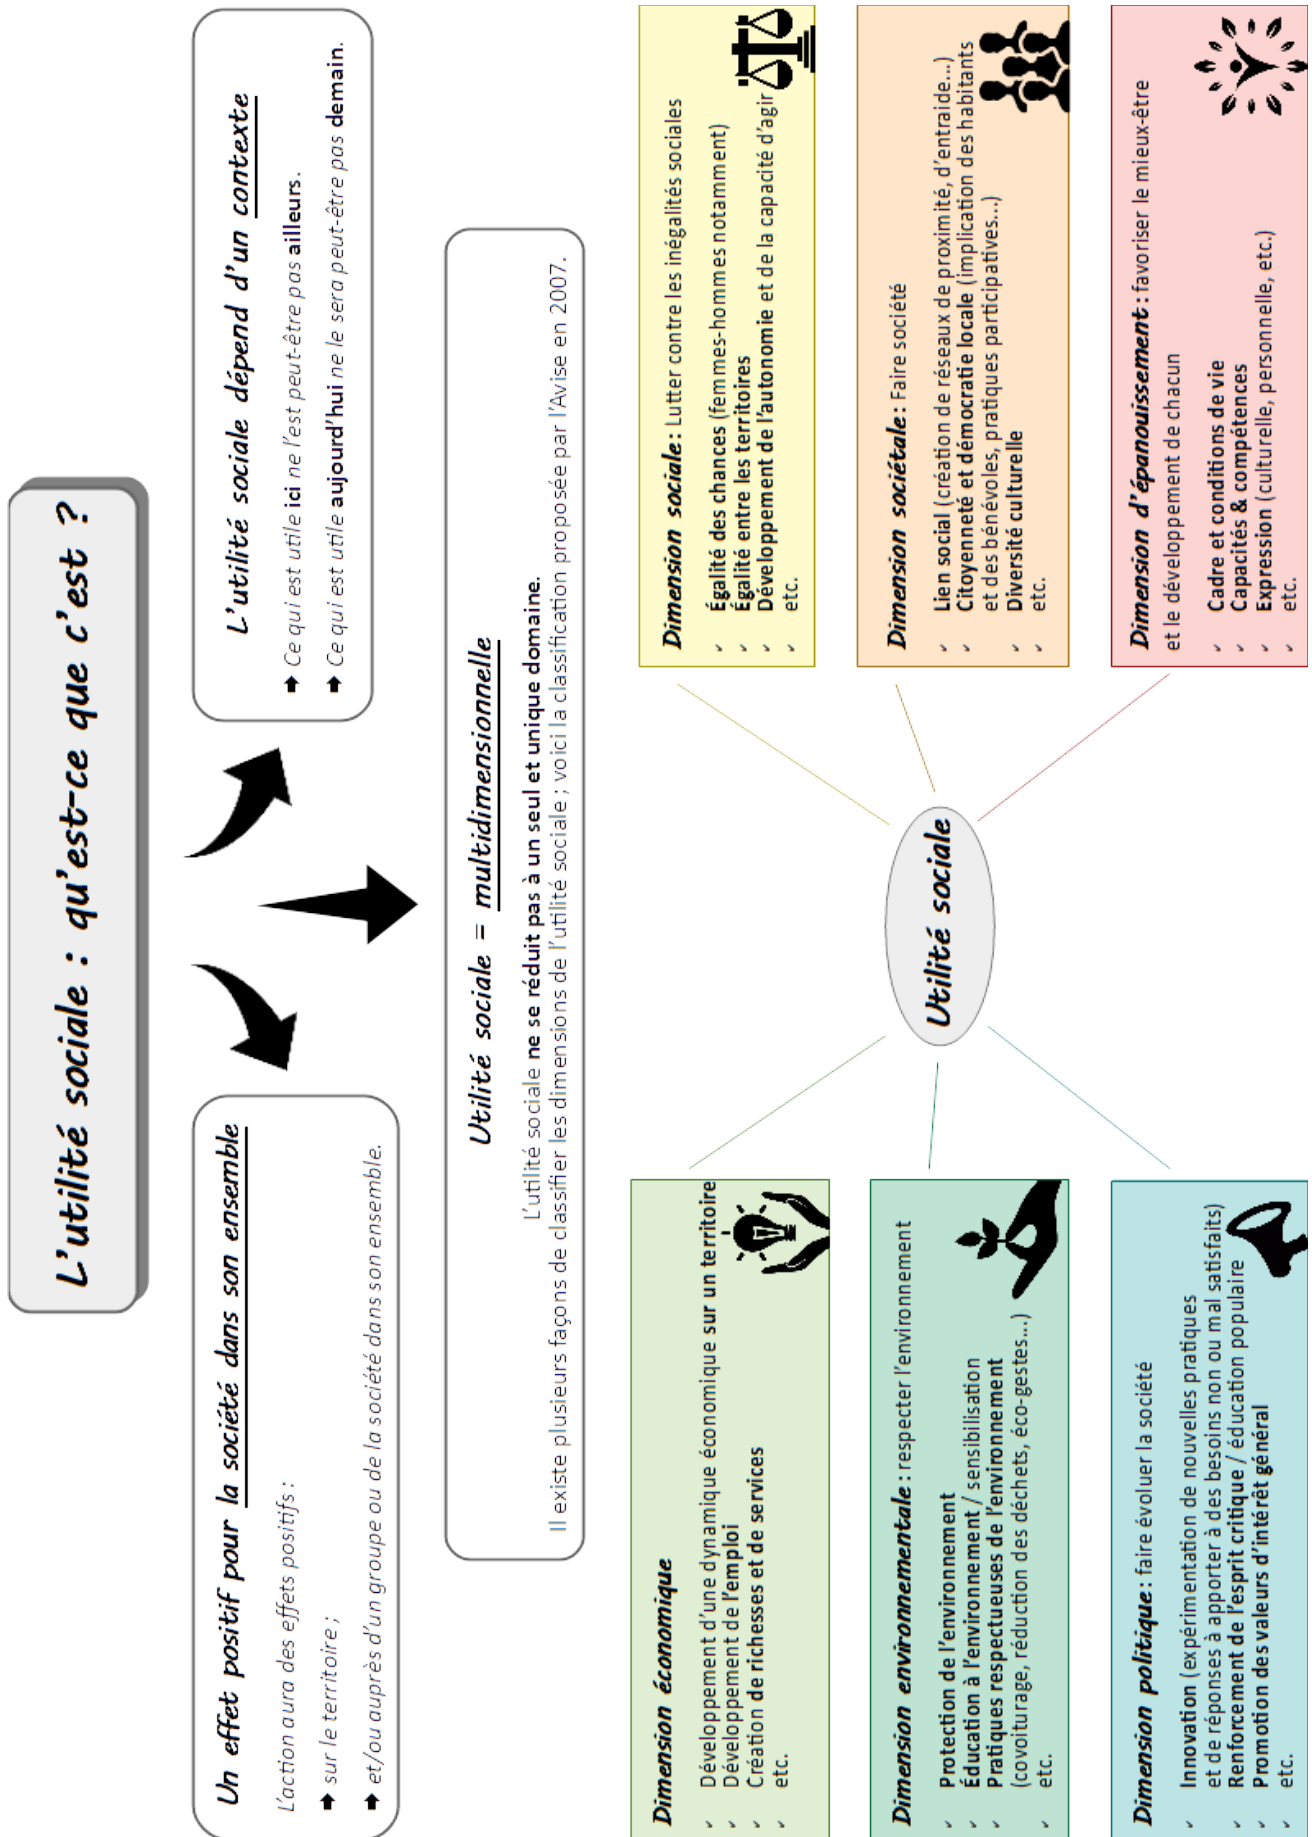 L'utilité sociale : qu'est-ce que c'est ?
Un effet positif pour la société dans son ensemble
L'action aura des effets positifs :
➡ sur le territoire ;
➡ et/ou auprès d'un groupe ou de la société dans son ensemble.
L'utilité sociale dépend d'un contexte
➡ Ce qui est utile ici ne l'est peut-être pas ailleurs.
➡ Ce qui est utile aujourd'hui ne le sera peut-être pas demain.
Utilité sociale = multidimensionnelle
L'utilité sociale ne se réduit pas à un seul et unique domaine.
Il existe plusieurs façons de classifier les dimensions de l'utilité sociale ; voici la classification proposée par l'Avise en 2007.
Dimension économique
✓ Développement d'une dynamique économique sur un territoire
✓ Développement de l'emploi
✓ Création de richesses et de services
✓ etc.
Dimension sociale : Lutter contre les inégalités sociales
✓ Égalité des chances (femmes-hommes notamment)
✓ Égalité entre les territoires
✓ Développement de l'autonomie et de la capacité d'agir
✓ etc.
Utilité sociale
Dimension environnementale : respecter l'environnement
✓ Protection de l'environnement
✓ Éducation à l'environnement / sensibilisation
✓ Pratiques respectueuses de l'environnement
(covoiturage, réduction des déchets, éco-gestes...)
✓ etc.
Dimension sociétale : Faire société
✓ Lien social (création de réseaux de proximité, d'entraide...)
✓ Citoyenneté et démocratie locale (implication des habitants
et des bénévoles, pratiques participatives...)
✓ Diversité culturelle
✓ etc.
Dimension politique : faire évoluer la société
✓ Innovation (expérimentation de nouvelles pratiques
et de réponses à apporter à des besoins non ou mal satisfaits)
✓ Renforcement de l'esprit critique / éducation populaire
✓ Promotion des valeurs d'intérêt général
✓ etc.
Dimension d'épanouissement : favoriser le mieux-être
et le développement de chacun
✓ Cadre et conditions de vie
✓ Capacités & compétences
✓ Expression (culturelle, personnelle, etc.)
✓ etc.